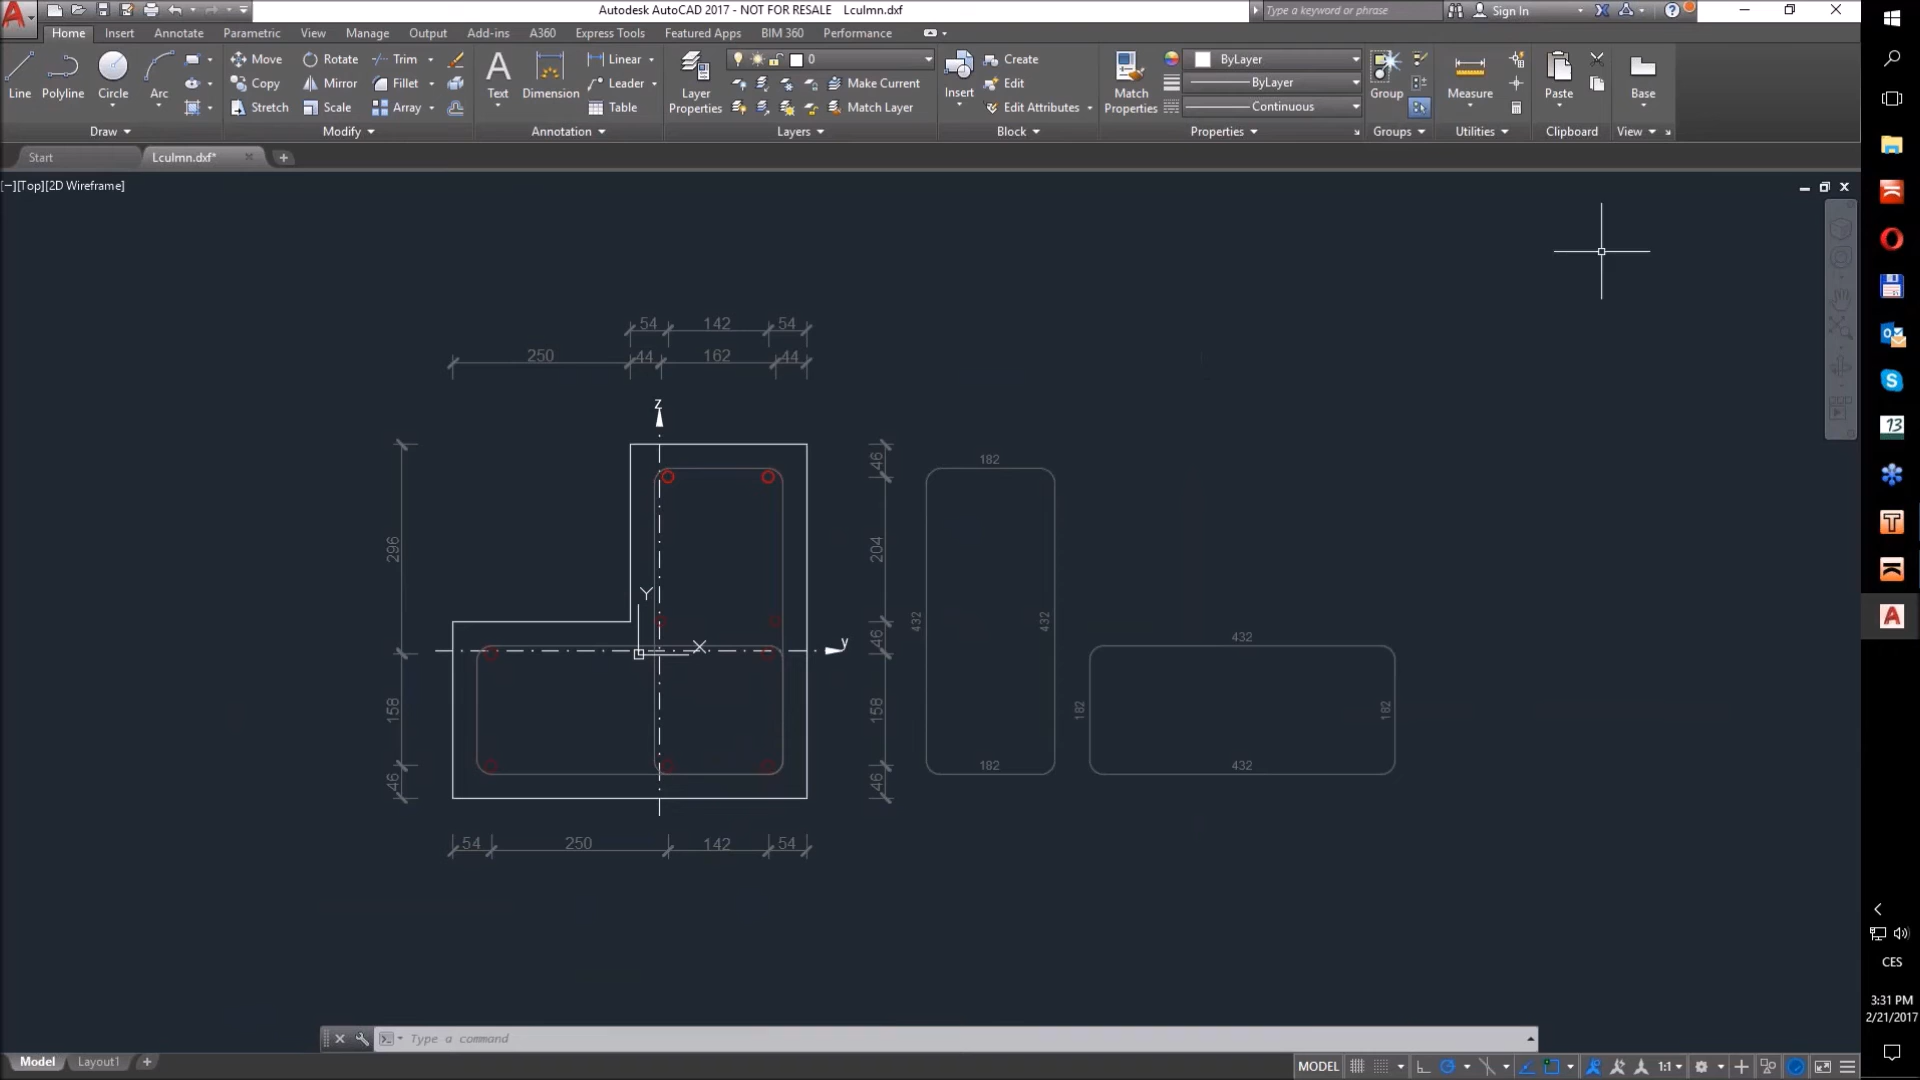 Autodesk AutoCAD 2017 - NOT FOR RESALE Lculmn.dxf
Type a keyword or phrase
Sign In
Home Insert Annotate Parametric View Manage Output Add-ins A360 Express Tools Featured Apps BIM 360 Performance
Line Polyline Circle Arc
Move Rotate Trim
Copy Mirror Fillet
Stretch Scale Array
Text Dimension
Linear
Leader
Table
Layer Properties
0
Make Current
Match Layer
Insert
Create
Edit
Edit Attributes
Match Properties
ByLayer
ByLayer
Continuous
Group
Measure
Paste
Base
Draw Modify Annotation Layers Block Properties Groups Utilities Clipboard View
Start Lculmn.dxf*
[−][Top][2D Wireframe]
54 142 54
250 44 162 44
z
46
182
296
204
Y
432
432
432
46
y
X
158
158
182
182
182
432
46
46
54 250 142 54
Type a command
Model Layout1
MODEL
1:1
13
CES
3:31 PM
2/21/2017